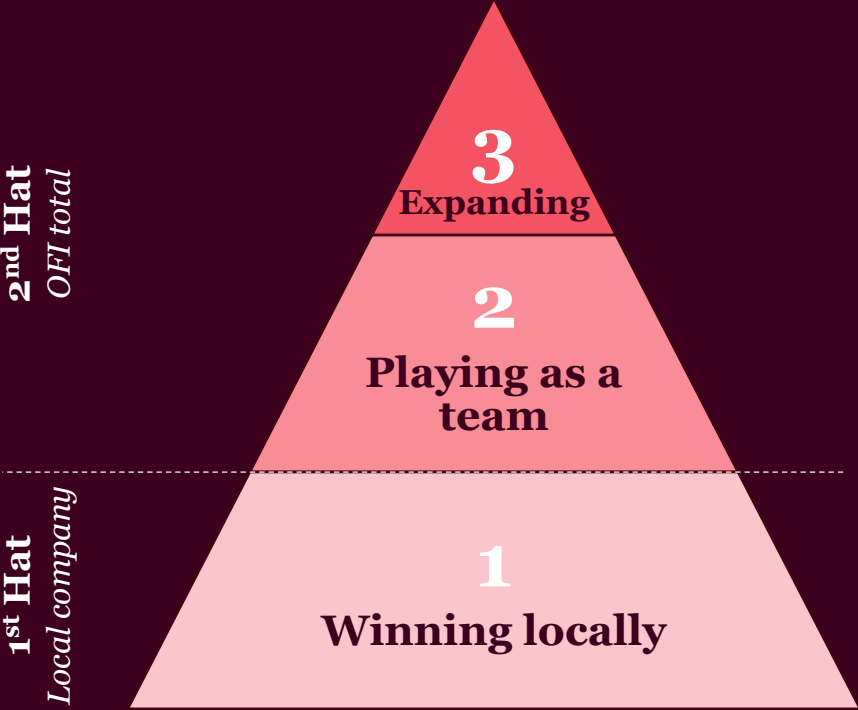 3
Expanding
2
Playing as a
team
1
Winning locally
2nd Hat
OFI total
1st Hat
Local company